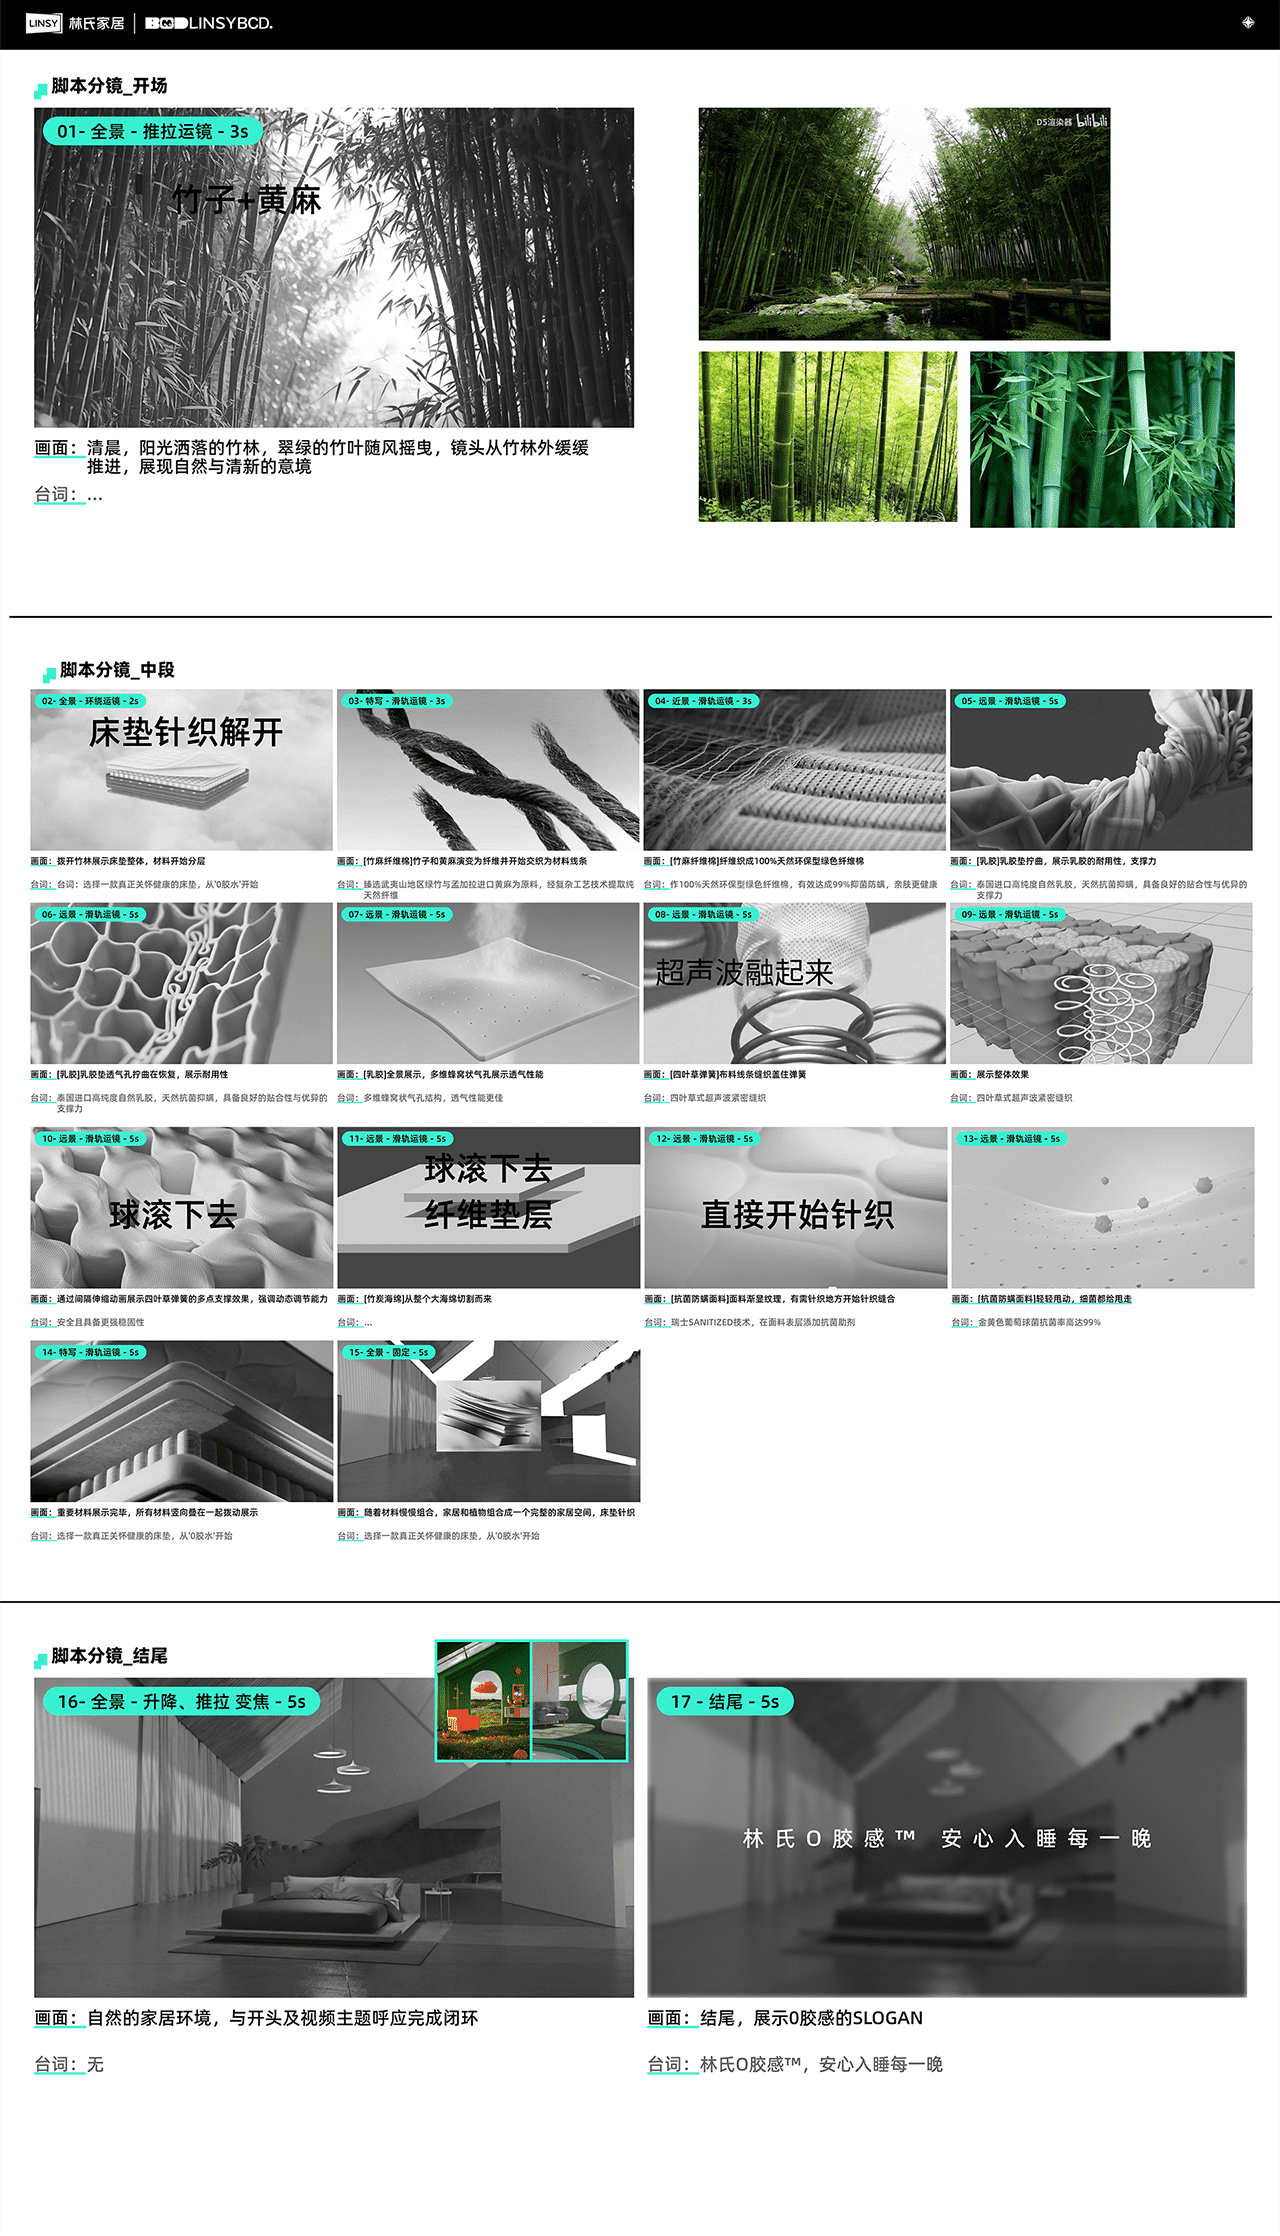 LINSY 林氏家居 BCD LINSYBCD.
脚本分镜_开场
01- 全景 - 推拉运镜 - 3s
竹子+黄麻
D5渲染器 bilibili
画面：清晨，阳光洒落的竹林，翠绿的竹叶随风摇曳，镜头从竹林外缓缓
推进，展现自然与清新的意境
台词：...
脚本分镜_中段
02- 全景 - 环绕运镜 - 2s
床垫针织解开
画面：拨开竹林展示床垫整体，材料开始分层
台词：台词：选择一款真正关怀健康的床垫，从'0胶水'开始
03- 特写 - 滑轨运镜 - 3s
画面：[竹麻纤维棉]竹子和黄麻演变为纤维并开始交织为材料线条
台词：臻选武夷山地区绿竹与孟加拉进口黄麻为原料，经复杂工艺技术提取纯
天然纤维
04- 近景 - 滑轨运镜 - 3s
画面：[竹麻纤维棉]纤维织成100%天然环保型绿色纤维棉
台词：作100%天然环保型绿色纤维棉，有效达成99%抑菌防螨，亲肤更健康
05- 远景 - 滑轨运镜 - 5s
画面：[乳胶]乳胶垫拧曲，展示乳胶的耐用性，支撑力
台词：泰国进口高纯度自然乳胶，天然抗菌抑螨，具备良好的贴合性与优异的
支撑力
06- 远景 - 滑轨运镜 - 5s
画面：[乳胶]乳胶垫透气孔拧曲在恢复，展示耐用性
台词：泰国进口高纯度自然乳胶，天然抗菌抑螨，具备良好的贴合性与优异的
支撑力
07- 远景 - 滑轨运镜 - 5s
画面：[乳胶]全景展示，多维蜂窝状气孔展示透气性能
台词：多维蜂窝状气孔结构，透气性能更佳
08- 远景 - 滑轨运镜 - 5s
超声波融起来
画面：[四叶草弹簧]布料线条缝织盖住弹簧
台词：四叶草式超声波紧密缝织
09- 远景 - 滑轨运镜 - 5s
画面：展示整体效果
台词：四叶草式超声波紧密缝织
10- 远景 - 滑轨运镜 - 5s
球滚下去
画面：通过间隔伸缩动画展示四叶草弹簧的多点支撑效果，强调动态调节能力
台词：安全且具备更强稳固性
11- 远景 - 滑轨运镜 - 5s
球滚下去
纤维垫层
画面：[竹炭海绵]从整个大海绵切割而来
台词：...
12- 远景 - 滑轨运镜 - 5s
直接开始针织
画面：[抗菌防螨面料]面料渐显纹理，有需针织地方开始针织缝合
台词：瑞士SANITIZED技术，在面料表层添加抗菌助剂
13- 远景 - 滑轨运镜 - 5s
画面：[抗菌防螨面料]轻轻甩动，细菌都给甩走
台词：金黄色葡萄球菌抗菌率高达99%
14- 特写 - 滑轨运镜 - 5s
画面：重要材料展示完毕，所有材料竖向叠在一起拨动展示
台词：选择一款真正关怀健康的床垫，从'0胶水'开始
15- 全景 - 固定 - 5s
画面：随着材料慢慢组合，家居和植物组合成一个完整的家居空间，床垫针织
台词：选择一款真正关怀健康的床垫，从'0胶水'开始
脚本分镜_结尾
16- 全景 - 升降、推拉 变焦 - 5s
画面：自然的家居环境，与开头及视频主题呼应完成闭环
台词：无
17 - 结尾 - 5s
林氏O胶感™ 安心入睡每一晚
画面：结尾，展示0胶感的SLOGAN
台词：林氏O胶感™，安心入睡每一晚